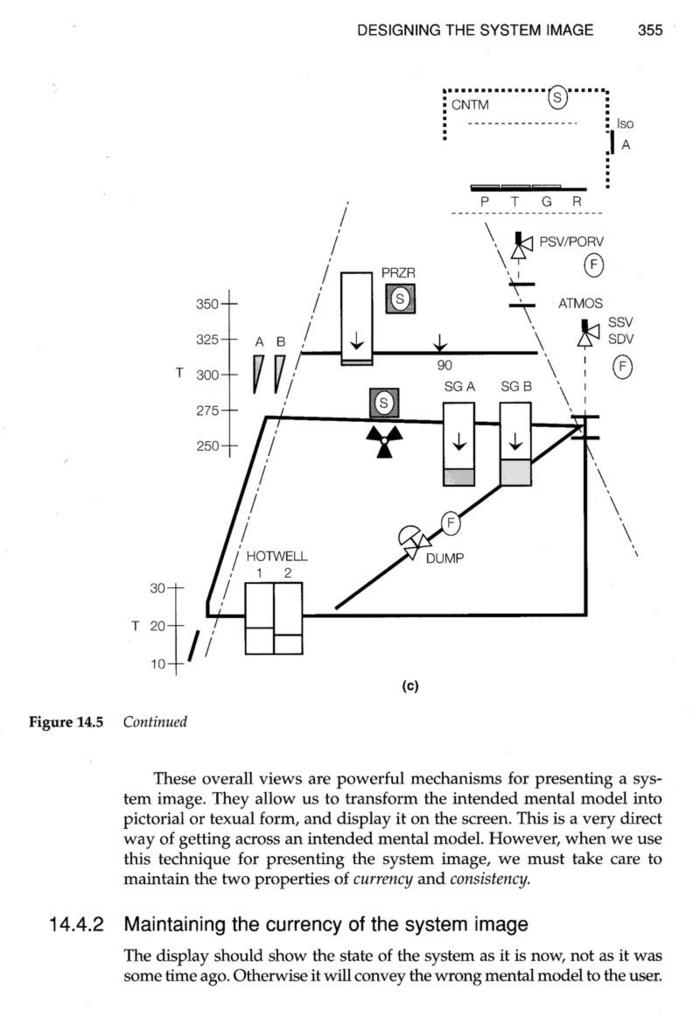 DESIGNING THE SYSTEM IMAGE 355
CNTM S
Iso
A
P T G R
PSV/PORV
F
PRZR
S
ATMOS
SSV
SDV
F
350
325
T 300
275
250
A B
90
SG A SG B
S
F
DUMP
HOTWELL
1 2
30
T 20
10
(c)
Figure 14.5 Continued
These overall views are powerful mechanisms for presenting a sys-
tem image. They allow us to transform the intended mental model into
pictorial or texual form, and display it on the screen. This is a very direct
way of getting across an intended mental model. However, when we use
this technique for presenting the system image, we must take care to
maintain the two properties of currency and consistency.
14.4.2 Maintaining the currency of the system image
The display should show the state of the system as it is now, not as it was
some time ago. Otherwise it will convey the wrong mental model to the user.